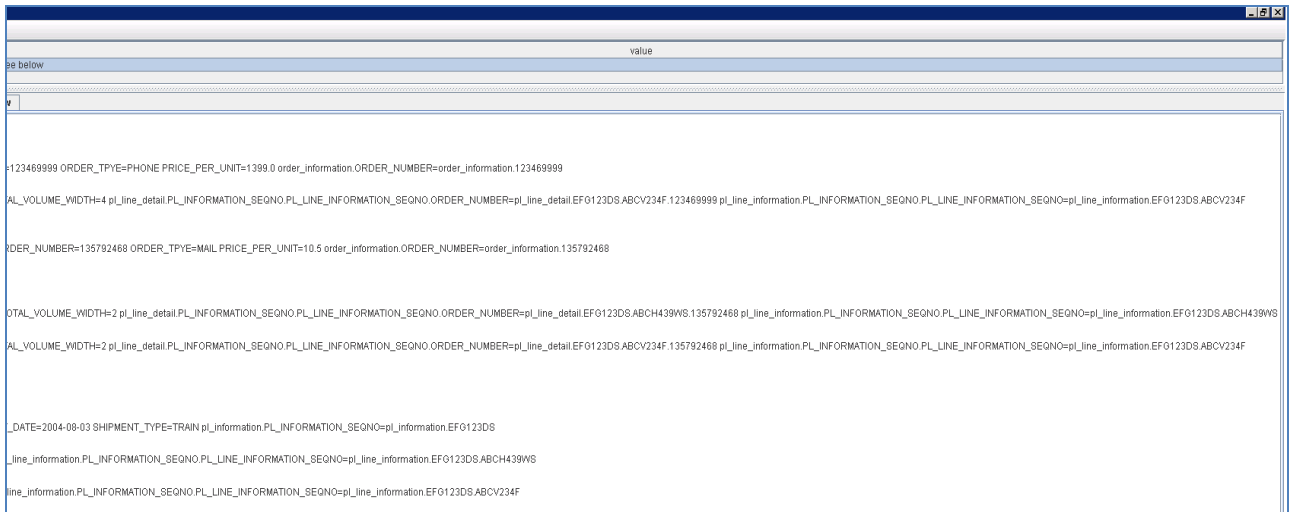 value
ee below
w
=123469999 ORDER_TPYE=PHONE PRICE_PER_UNIT=1399.0 order_information.ORDER_NUMBER=order_information.123469999
AL_VOLUME_WIDTH=4 pl_line_detail.PL_INFORMATION_SEQNO.PL_LINE_INFORMATION_SEQNO.ORDER_NUMBER=pl_line_detail.EFG123DS.ABCV234F.123469999 pl_line_information.PL_INFORMATION_SEQNO.PL_LINE_INFORMATION_SEQNO=pl_line_information.EFG123DS.ABCV234F
RDER_NUMBER=135792468 ORDER_TPYE=MAIL PRICE_PER_UNIT=10.5 order_information.ORDER_NUMBER=order_information.135792468
OTAL_VOLUME_WIDTH=2 pl_line_detail.PL_INFORMATION_SEQNO.PL_LINE_INFORMATION_SEQNO.ORDER_NUMBER=pl_line_detail.EFG123DS.ABCH439WS.135792468 pl_line_information.PL_INFORMATION_SEQNO.PL_LINE_INFORMATION_SEQNO=pl_line_information.EFG123DS.ABCH439WS
AL_VOLUME_WIDTH=2 pl_line_detail.PL_INFORMATION_SEQNO.PL_LINE_INFORMATION_SEQNO.ORDER_NUMBER=pl_line_detail.EFG123DS.ABCV234F.135792468 pl_line_information.PL_INFORMATION_SEQNO.PL_LINE_INFORMATION_SEQNO=pl_line_information.EFG123DS.ABCV234F
_DATE=2004-08-03 SHIPMENT_TYPE=TRAIN pl_information.PL_INFORMATION_SEQNO=pl_information.EFG123DS
_line_information.PL_INFORMATION_SEQNO.PL_LINE_INFORMATION_SEQNO=pl_line_information.EFG123DS.ABCH439WS
line_information.PL_INFORMATION_SEQNO.PL_LINE_INFORMATION_SEQNO=pl_line_information.EFG123DS.ABCV234F